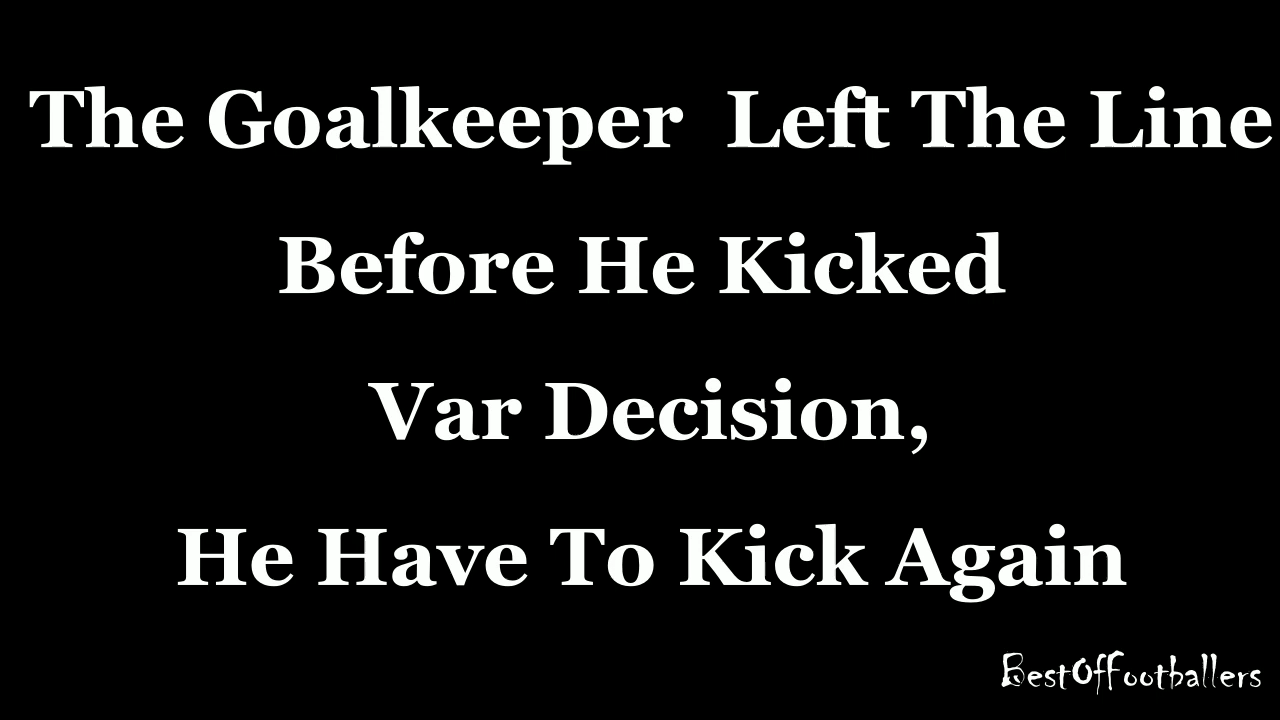 The Goalkeeper  Left The Line
Before He Kicked
Var Decision,
He Have To Kick Again
BestOfFootballers